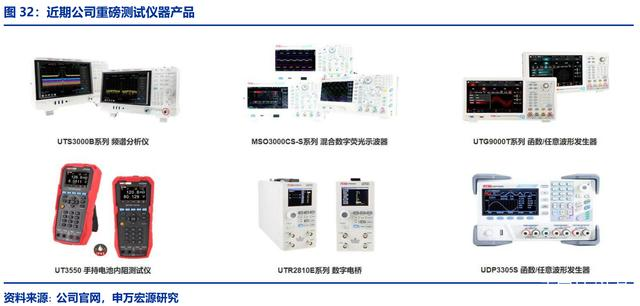 图 32：近期公司重磅测试仪器产品
UTS3000B系列 频谱分析仪
MSO3000CS-S系列 混合数字荧光示波器
UTG9000T系列 函数/任意波形发生器
UT3550 手持电池内阻测试仪
UTR2810E系列 数字电桥
UDP3305S 函数/任意波形发生器
资料来源：公司官网，申万宏源研究